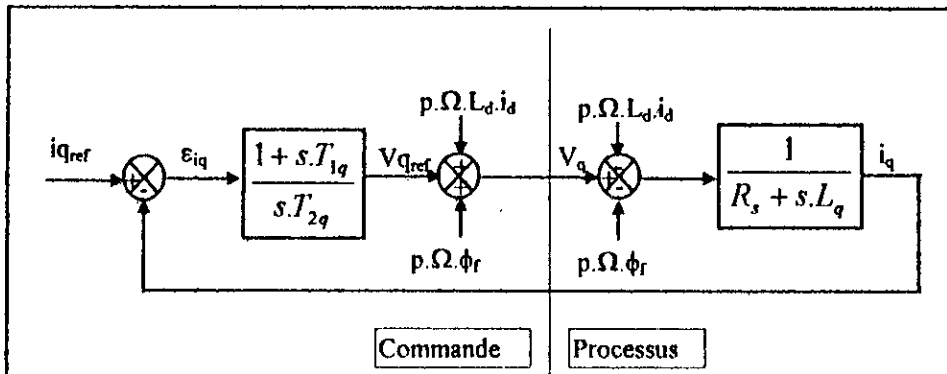 p.Ω.L_d.i_d
p.Ω.L_d.i_d
iq_ref
ε_iq
1 + s.T_1q
s.T_2q
Vq_ref
V_q
1
R_s + s.L_q
i_q
p.Ω.ϕ_f
p.Ω.ϕ_f
Commande
Processus